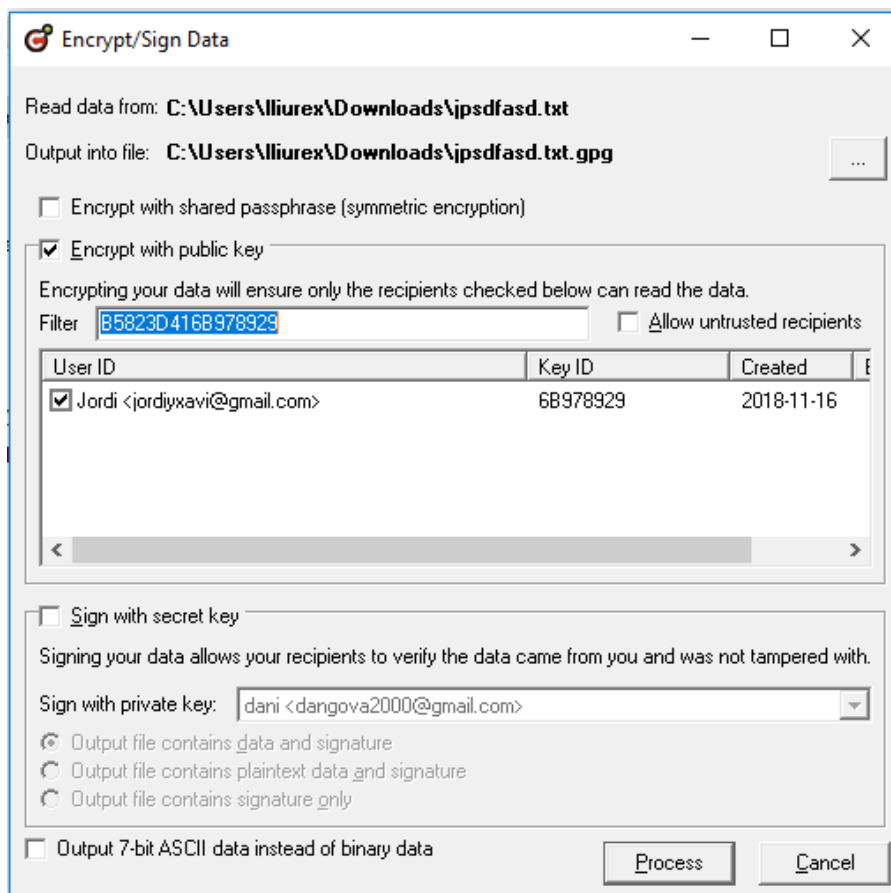 Encrypt/Sign Data
Read data from: C:\Users\lliurex\Downloads\jpsdfasd.txt
Output into file: C:\Users\lliurex\Downloads\jpsdfasd.txt.gpg
...
Encrypt with shared passphrase (symmetric encryption)
Encrypt with public key
Encrypting your data will ensure only the recipients checked below can read the data.
Filter B5823D416B978929 Allow untrusted recipients
User ID Key ID Created E
Jordi <jordiyxavi@gmail.com> 6B978929 2018-11-16
Sign with secret key
Signing your data allows your recipients to verify the data came from you and was not tampered with.
Sign with private key: dani <dangova2000@gmail.com>
Output file contains data and signature
Output file contains plaintext data and signature
Output file contains signature only
Output 7-bit ASCII data instead of binary data
Process Cancel